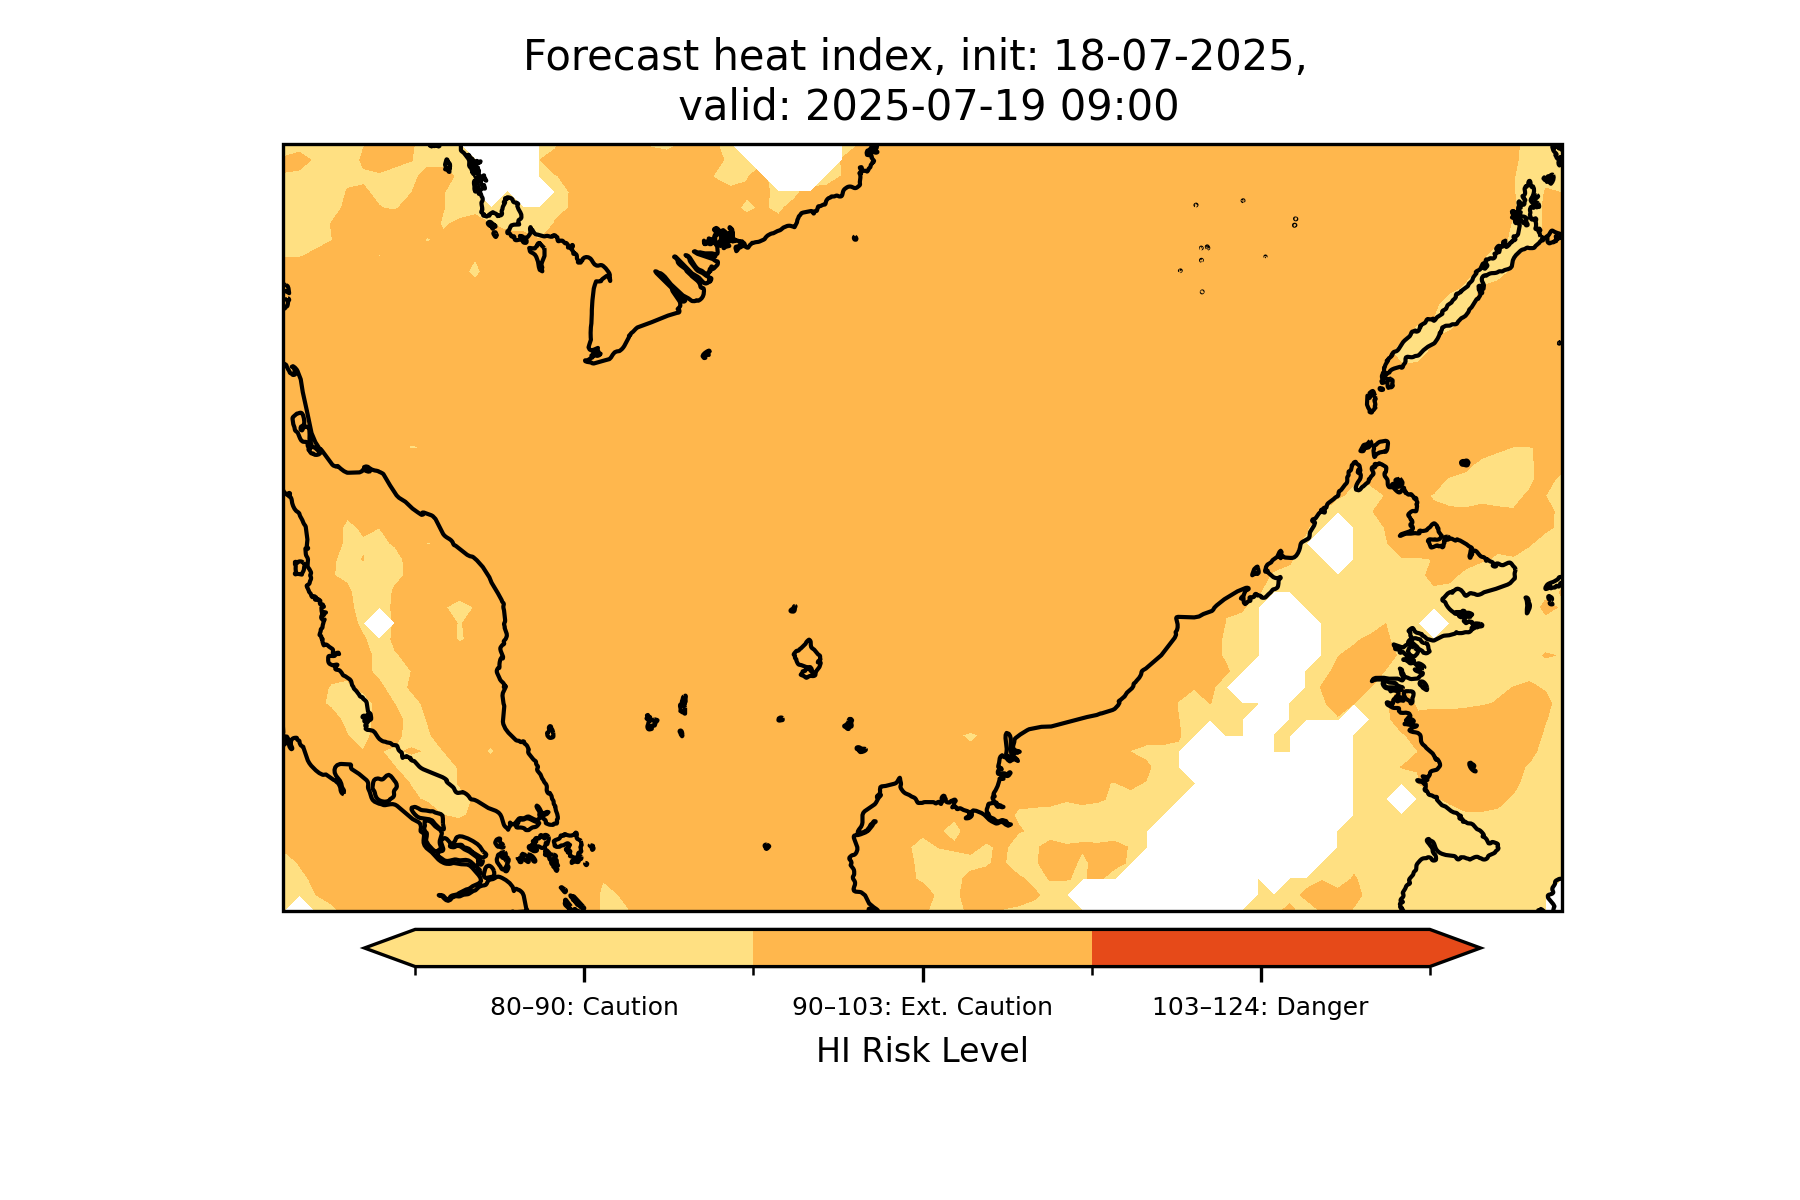 Forecast heat index, init: 18-07-2025,
valid: 2025-07-19 09:00
80–90: Caution
90–103: Ext. Caution
103–124: Danger
HI Risk Level